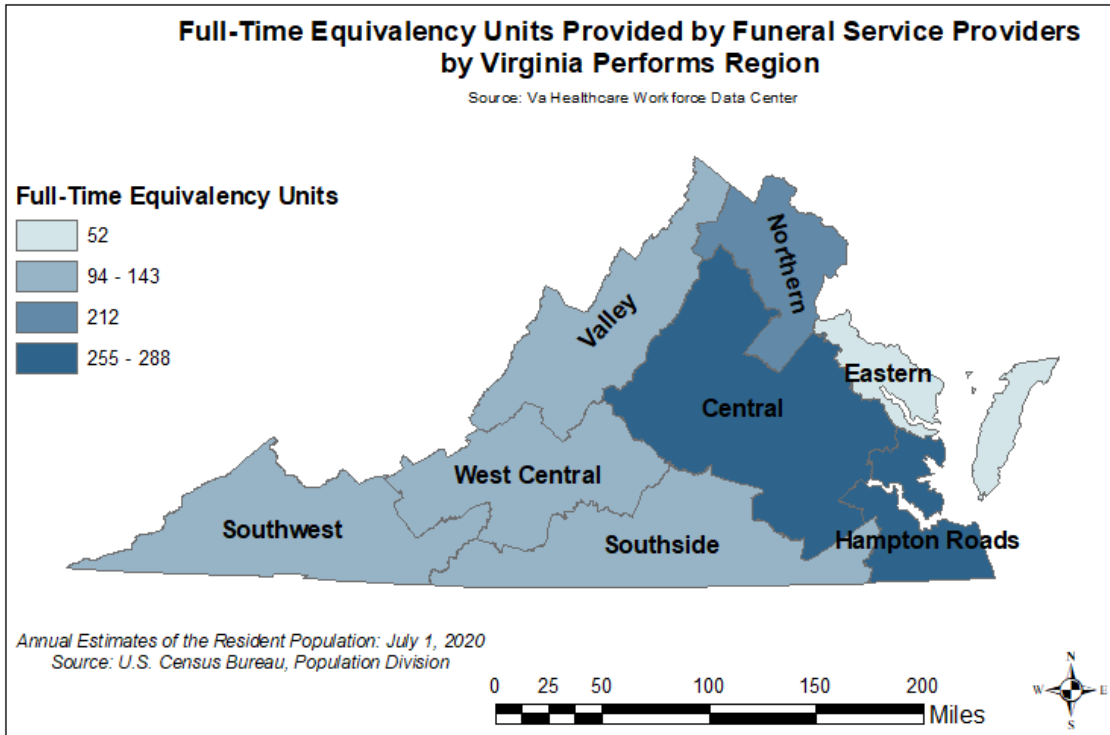 Full-Time Equivalency Units Provided by Funeral Service Providers
by Virginia Performs Region
Source: Va Healthcare Workforce Data Center
Full-Time Equivalency Units
52
94 - 143
212
255 - 288
Northern
Valley
Eastern
Central
West Central
Southwest
Southside
Hampton Roads
Annual Estimates of the Resident Population: July 1, 2020
Source: U.S. Census Bureau, Population Division
0 25 50 100 150 200
Miles
N
W E
S